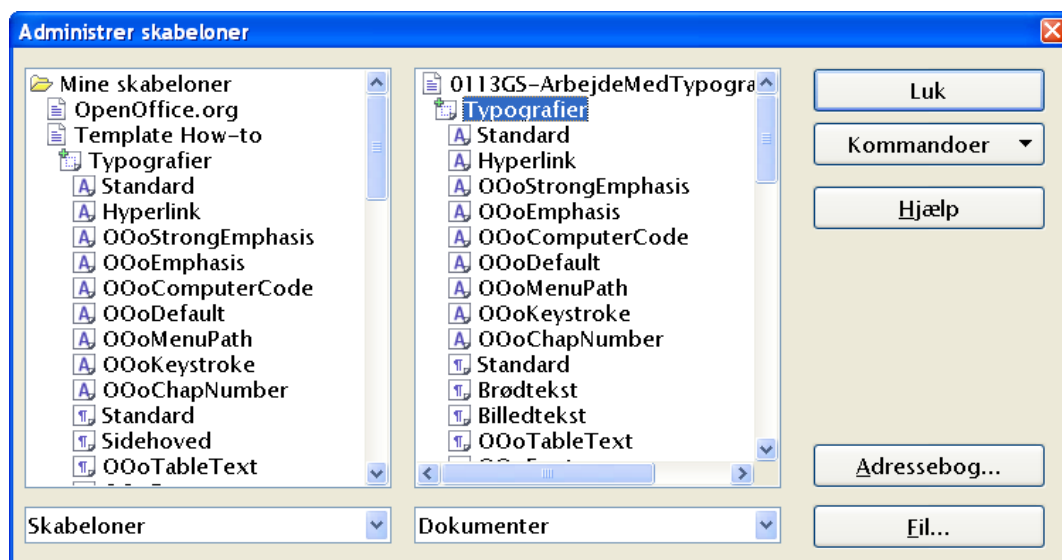 Administrer skabeloner
Mine skabeloner
OpenOffice.org
Template How-to
Typografier
Standard
Hyperlink
OOoStrongEmphasis
OOoEmphasis
OOoComputerCode
OOoDefault
OOoMenuPath
OOoKeystroke
OOoChapNumber
Standard
Sidehoved
OOoTableText
Skabeloner
0113GS-ArbejdeMedTypogra
Typografier
Standard
Hyperlink
OOoStrongEmphasis
OOoEmphasis
OOoComputerCode
OOoDefault
OOoMenuPath
OOoKeystroke
OOoChapNumber
Standard
Brødtekst
Billedtekst
OOoTableText
Dokumenter
Luk
Kommandoer
Hjælp
Adressebog...
Fil...